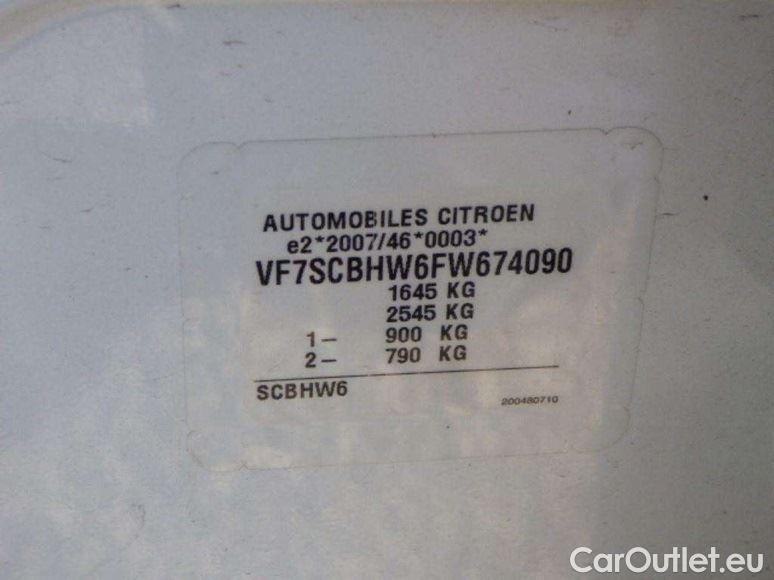 AUTOMOBILES CITROEN
e2*2007/46*0003*
VF7SCBHW6FW674090
1645 KG
2545 KG
1- 900 KG
2- 790 KG
SCBHW6
200480710
CarOutlet.eu